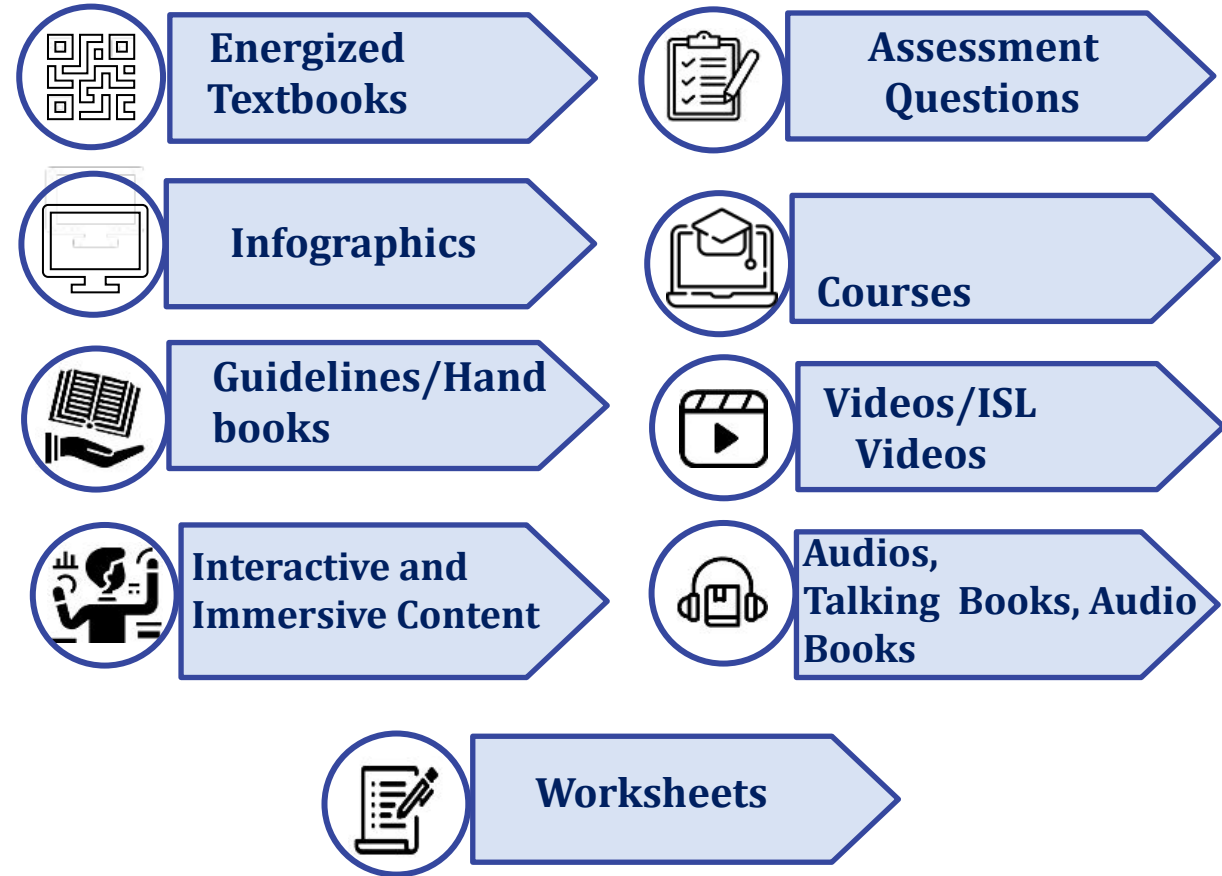 Energized
Textbooks
Assessment
Questions
Infographics
Courses
Guidelines/Hand
books
Videos/ISL
Videos
Interactive and
Immersive Content
Audios,
Talking Books, Audio
Books
Worksheets